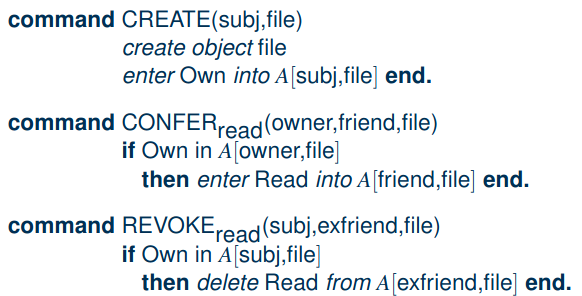 command CREATE(subj,file)
create object file
enter Own into A[subj,file] end.
command CONFERread(owner,friend,file)
if Own in A[owner,file]
then enter Read into A[friend,file] end.
command REVOKEread(subj,exfriend,file)
if Own in A[subj,file]
then delete Read from A[exfriend,file] end.